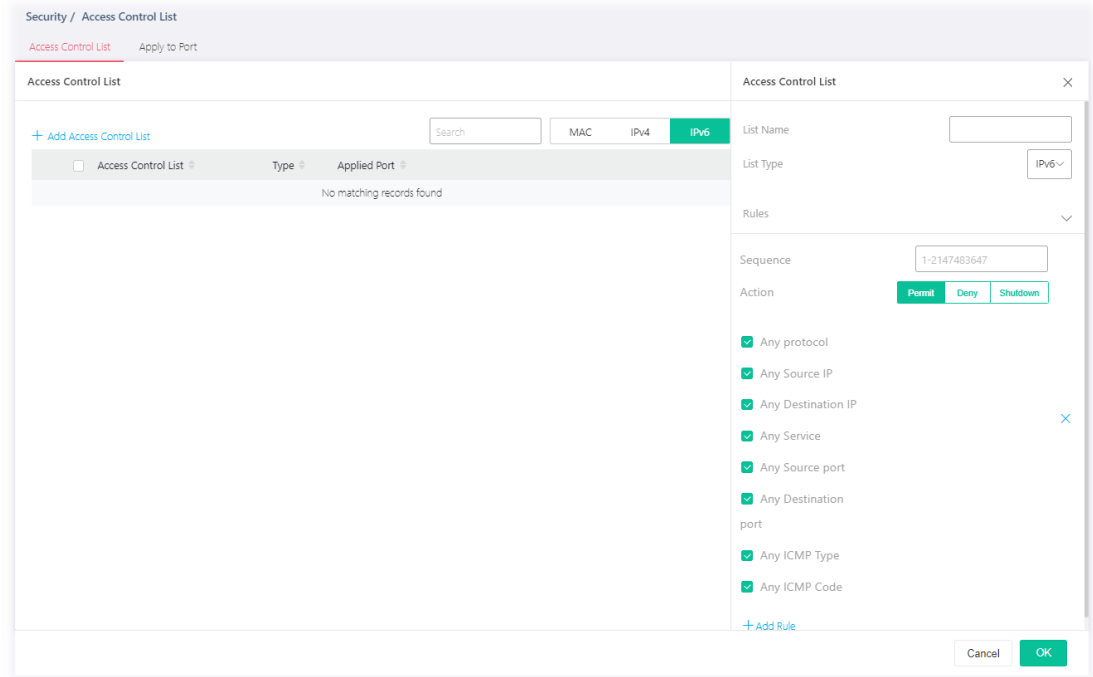 Security / Access Control List
Access Control List Apply to Port
Access Control List
+ Add Access Control List Search MAC IPv4 IPv6
Access Control List Type Applied Port
No matching records found
Access Control List
List Name
List Type IPv6
Rules
Sequence 1-2147483647
Action Permit Deny Shutdown
Any protocol
Any Source IP
Any Destination IP
Any Service
Any Source port
Any Destination
port
Any ICMP Type
Any ICMP Code
+ Add Rule
Cancel OK